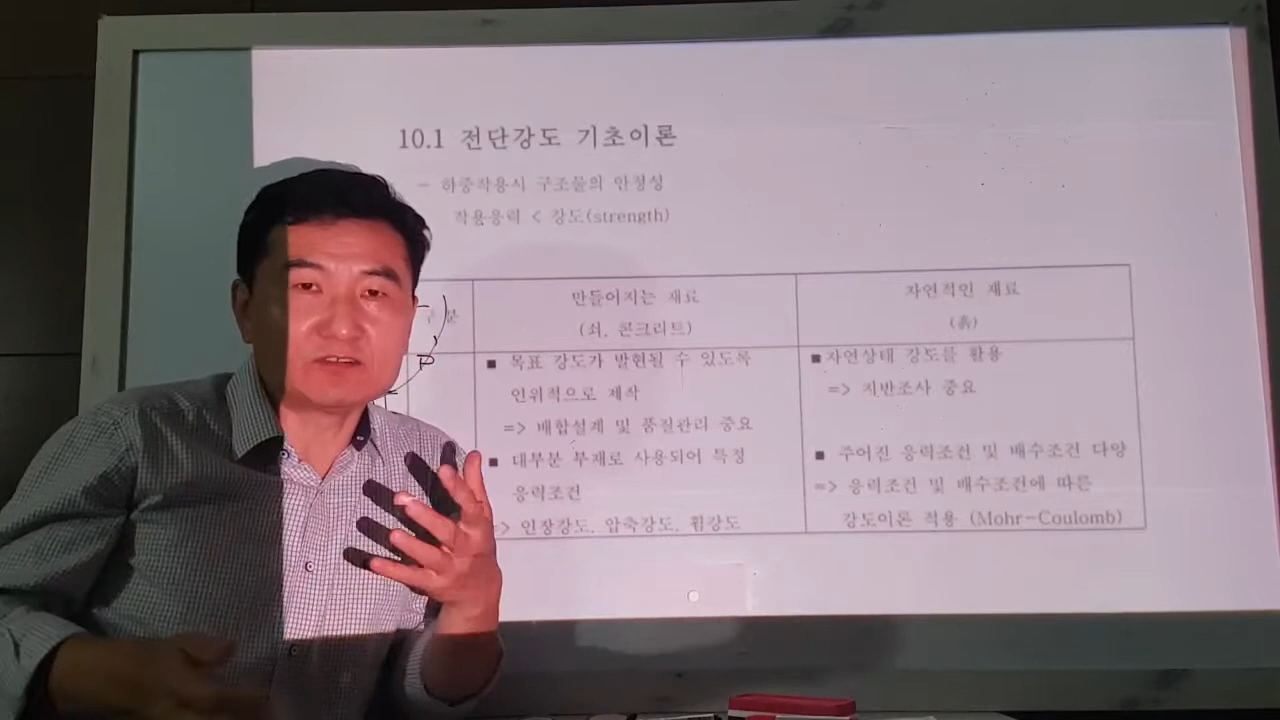 10.1 전단강도 기초이론
- 하중작용시 구조물의 안정성
작용응력 < 강도(strength)
구분
만들어지는 재료
(쇠, 콘크리트)
자연적인 재료
(흙)
■ 목표 강도가 발현될 수 있도록
인위적으로 제작
=> 배합설계 및 품질관리 중요
■ 대부분 부재로 사용되어 특정
응력조건
=> 인장강도, 압축강도, 휨강도
■ 자연상태 강도를 활용
=> 지반조사 중요
■ 주어진 응력조건 및 배수조건 다양
=> 응력조건 및 배수조건에 따른
강도이론 적용 (Mohr-Coulomb)